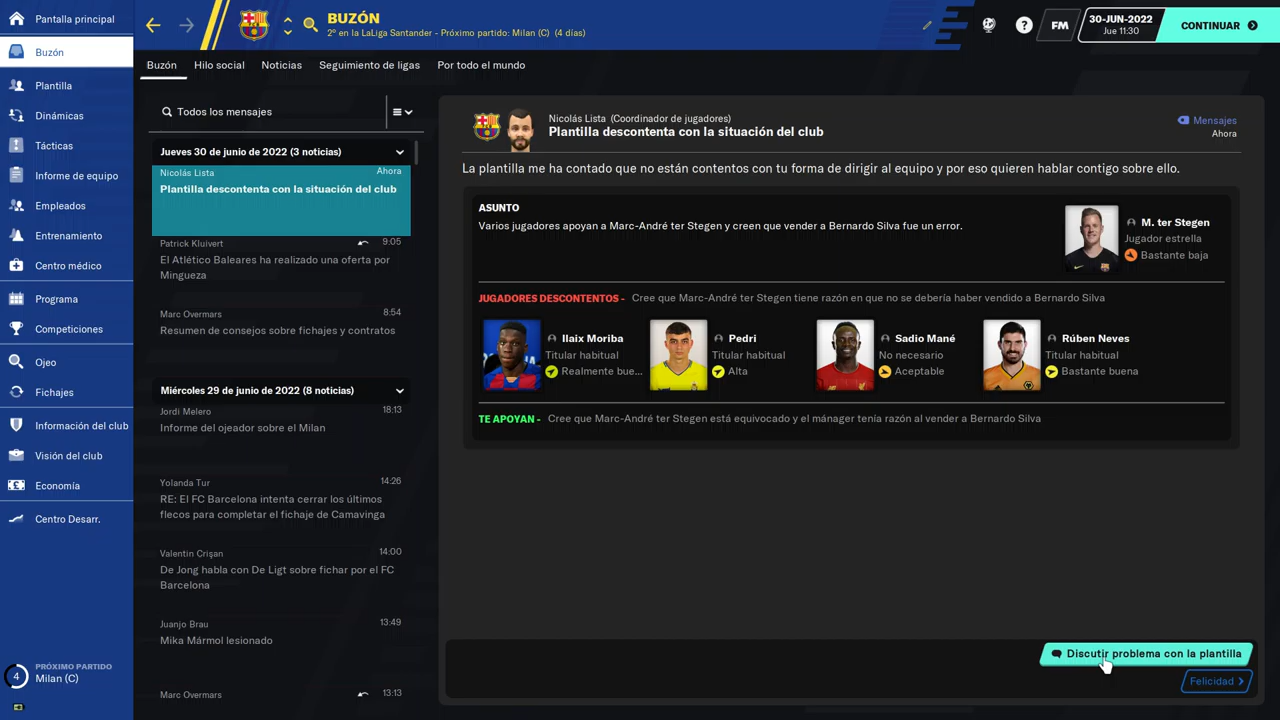 Pantalla principal
Buzón
Plantilla
Dinámicas
Tácticas
Informe de equipo
Empleados
Entrenamiento
Centro médico
Programa
Competiciones
Ojeo
Fichajes
Información del club
Visión del club
Economía
Centro Desarr.
4
PRÓXIMO PARTIDO
Milan (C)
BUZÓN
2º en la LaLiga Santander - Próximo partido: Milan (C) (4 días)
?
FM
30-JUN-2022
Jue 11:30
CONTINUAR
Buzón Hilo social Noticias Seguimiento de ligas Por todo el mundo
Todos los mensajes
Jueves 30 de junio de 2022 (3 noticias)
Nicolás Lista Ahora
Plantilla descontenta con la situación del club
Patrick Kluivert 9:05
El Atlético Baleares ha realizado una oferta por
Mingueza
Marc Overmars 8:54
Resumen de consejos sobre fichajes y contratos
Miércoles 29 de junio de 2022 (8 noticias)
Jordi Melero 18:13
Informe del ojeador sobre el Milan
Yolanda Tur 14:26
RE: El FC Barcelona intenta cerrar los últimos
flecos para completar el fichaje de Camavinga
Valentin Crişan 14:00
De Jong habla con De Ligt sobre fichar por el FC
Barcelona
Juanjo Brau 13:49
Mika Mármol lesionado
Marc Overmars 13:13
Nicolás Lista (Coordinador de jugadores)
Plantilla descontenta con la situación del club
Mensajes
Ahora
La plantilla me ha contado que no están contentos con tu forma de dirigir al equipo y por eso quieren hablar contigo sobre ello.
ASUNTO
Varios jugadores apoyan a Marc-André ter Stegen y creen que vender a Bernardo Silva fue un error.
M. ter Stegen
Jugador estrella
Bastante baja
JUGADORES DESCONTENTOS - Cree que Marc-André ter Stegen tiene razón en que no se debería haber vendido a Bernardo Silva
Ilaix Moriba
Titular habitual
Realmente bue...
Pedri
Titular habitual
Alta
Sadio Mané
No necesario
Aceptable
Rúben Neves
Titular habitual
Bastante buena
TE APOYAN - Cree que Marc-André ter Stegen está equivocado y el mánager tenía razón al vender a Bernardo Silva
Discutir problema con la plantilla
Felicidad